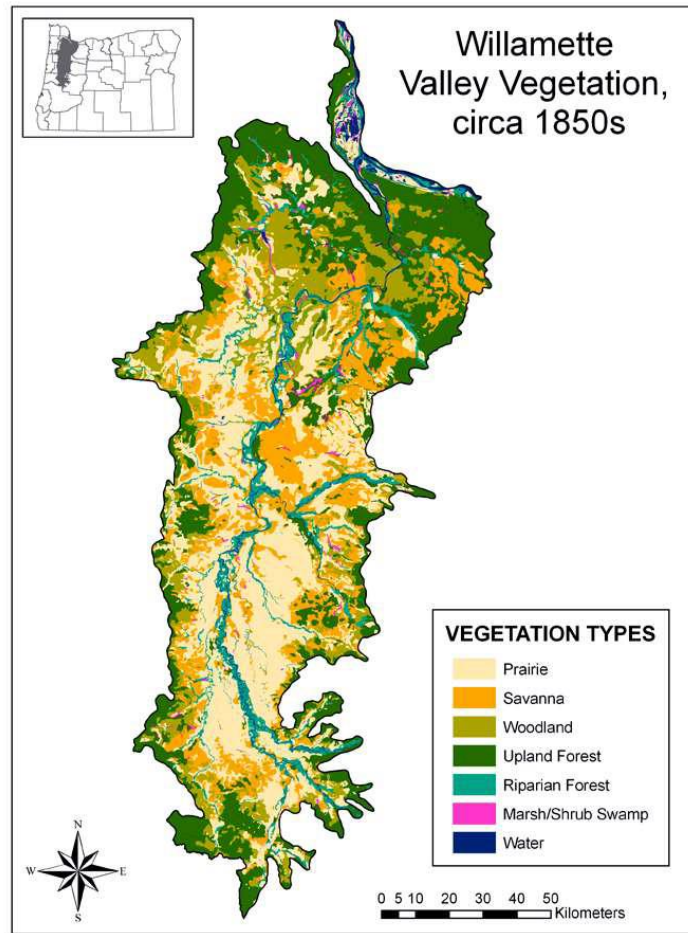 Willamette
Valley Vegetation,
circa 1850s
VEGETATION TYPES
Prairie
Savanna
Woodland
Upland Forest
Riparian Forest
Marsh/Shrub Swamp
Water
N
W E
S
0 5 10 20 30 40 50
Kilometers